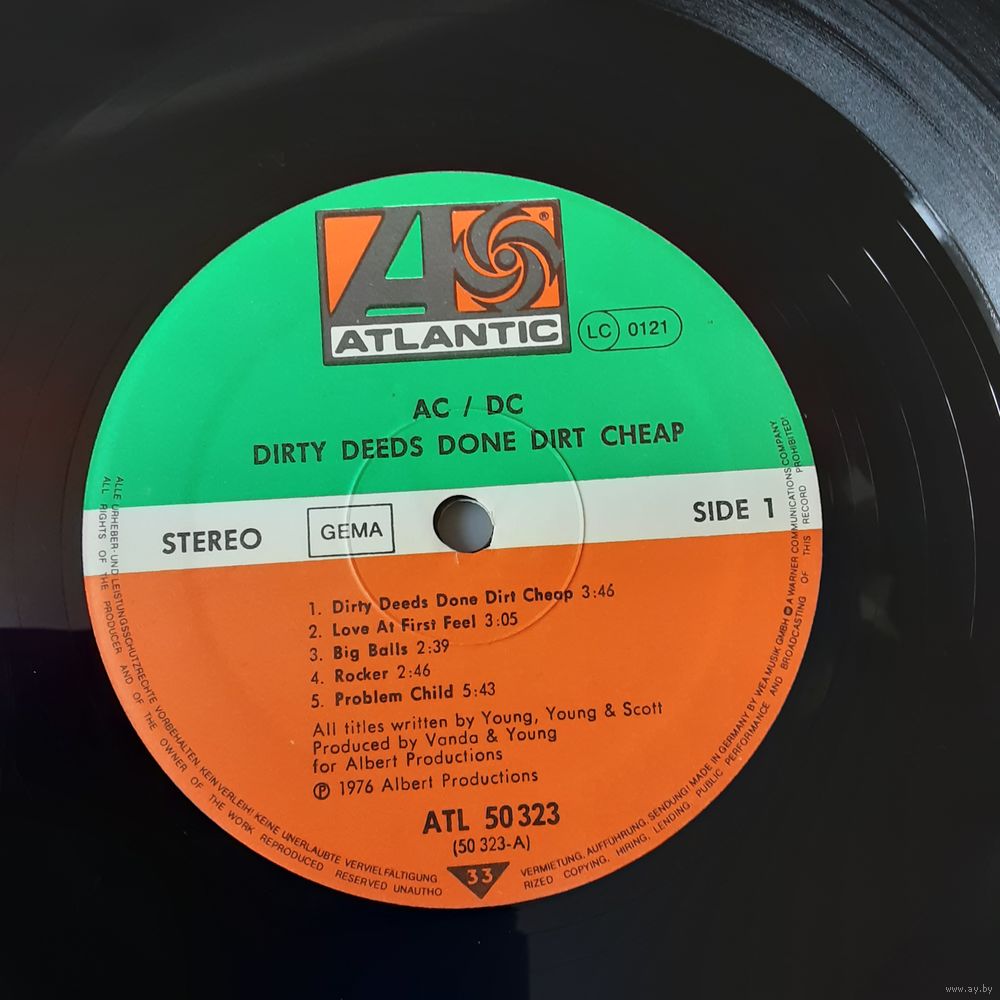 ATLANTIC
®
LC 0121
AC / DC
DIRTY DEEDS DONE DIRT CHEAP
STEREO
GEMA
SIDE 1
1. Dirty Deeds Done Dirt Cheap 3:46
2. Love At First Feel 3:05
3. Big Balls 2:39
4. Rocker 2:46
5. Problem Child 5:43
All titles written by Young, Young & Scott
Produced by Vanda & Young
for Albert Productions
℗ 1976 Albert Productions
ATL 50 323
(50 323-A)
33
ALLE URHEBER- UND LEISTUNGSSCHUTZRECHTE VORBEHALTEN. KEIN VERLEIH! KEINE UNERLAUBTE VERVIELFÄLTIGUNG,
VERMIETUNG, AUFFÜHRUNG, SENDUNG! MADE IN GERMANY BY WEA MUSIK GMBH A WARNER COMMUNICATIONS COMPANY
ALL RIGHTS OF THE PRODUCER AND OF THE OWNER OF THE WORK REPRODUCED RESERVED UNAUTHO
RIZED COPYING, HIRING, LENDING PUBLIC PERFORMANCE AND BROADCASTING OF THIS RECORD PROHIBITED!
www.ay.by